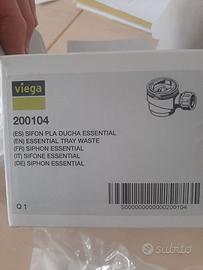 viega
200104
(ES) SIFON PLA DUCHA ESSENTIAL
(EN) ESSENTIAL TRAY WASTE
(FR) SIPHON ESSENTIAL
(IT) SIFONE ESSENTIAL
(DE) SIPHON ESSENTIAL
Q 1
subito